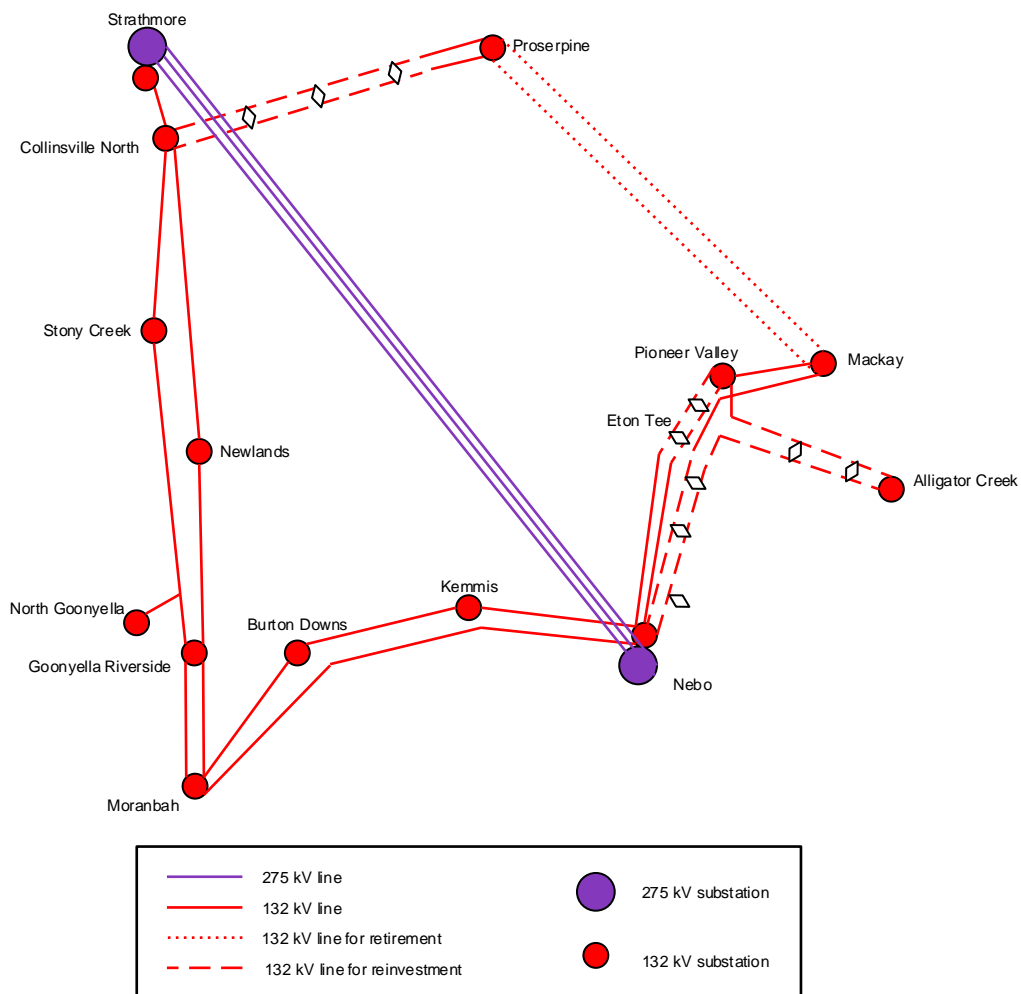 Strathmore
Proserpine
Collinsville North
Stony Creek
Pioneer Valley
Mackay
Eton Tee
Newlands
Alligator Creek
Kemmis
North Goonyella
Burton Downs
Goonyella Riverside
Nebo
Moranbah
275 kV line
132 kV line
132 kV line for retirement
132 kV line for reinvestment
275 kV substation
132 kV substation